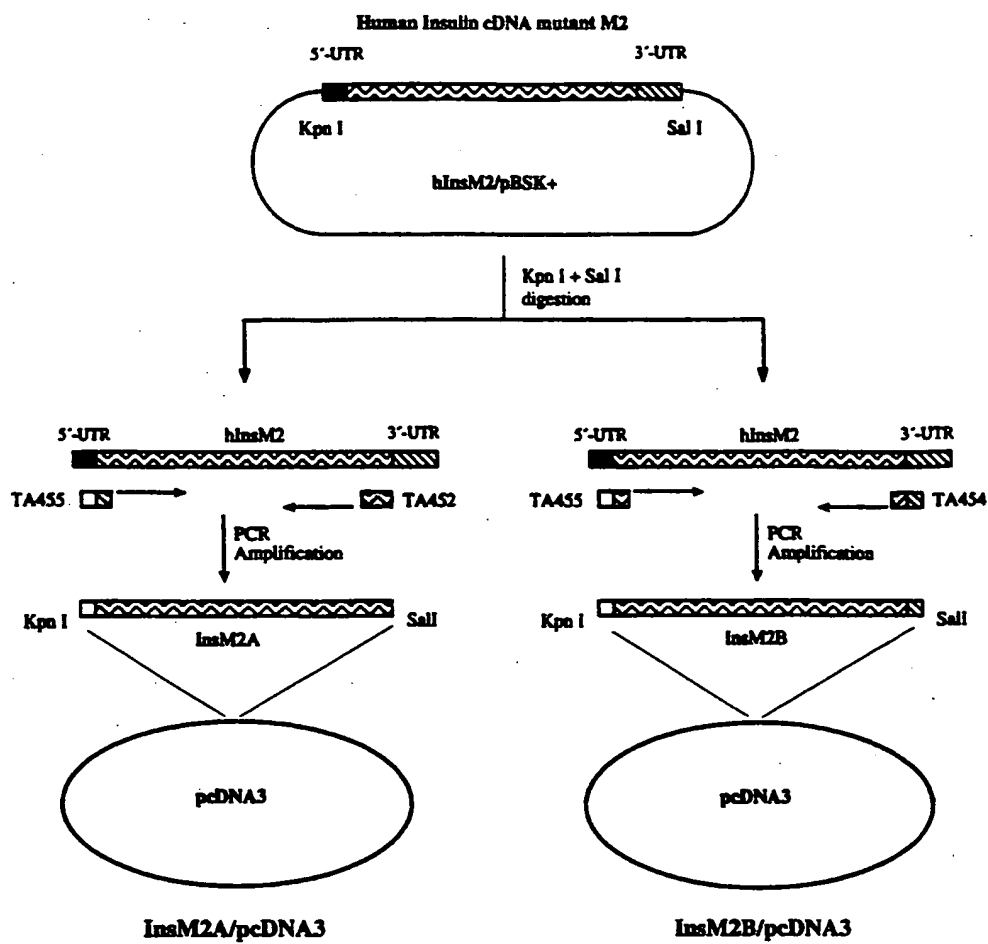 Human Insulin cDNA mutant M2
5´-UTR 3´-UTR
Kpn I Sal I
hInsM2/pBSK+
Kpn I + Sal I
digestion
5´-UTR hInsM2 3´-UTR
5´-UTR hInsM2 3´-UTR
TA455 TA452
TA455 TA454
PCR
Amplification
PCR
Amplification
Kpn I SalI
InsM2A
Kpn I SalI
InsM2B
pcDNA3
pcDNA3
InsM2A/pcDNA3
InsM2B/pcDNA3